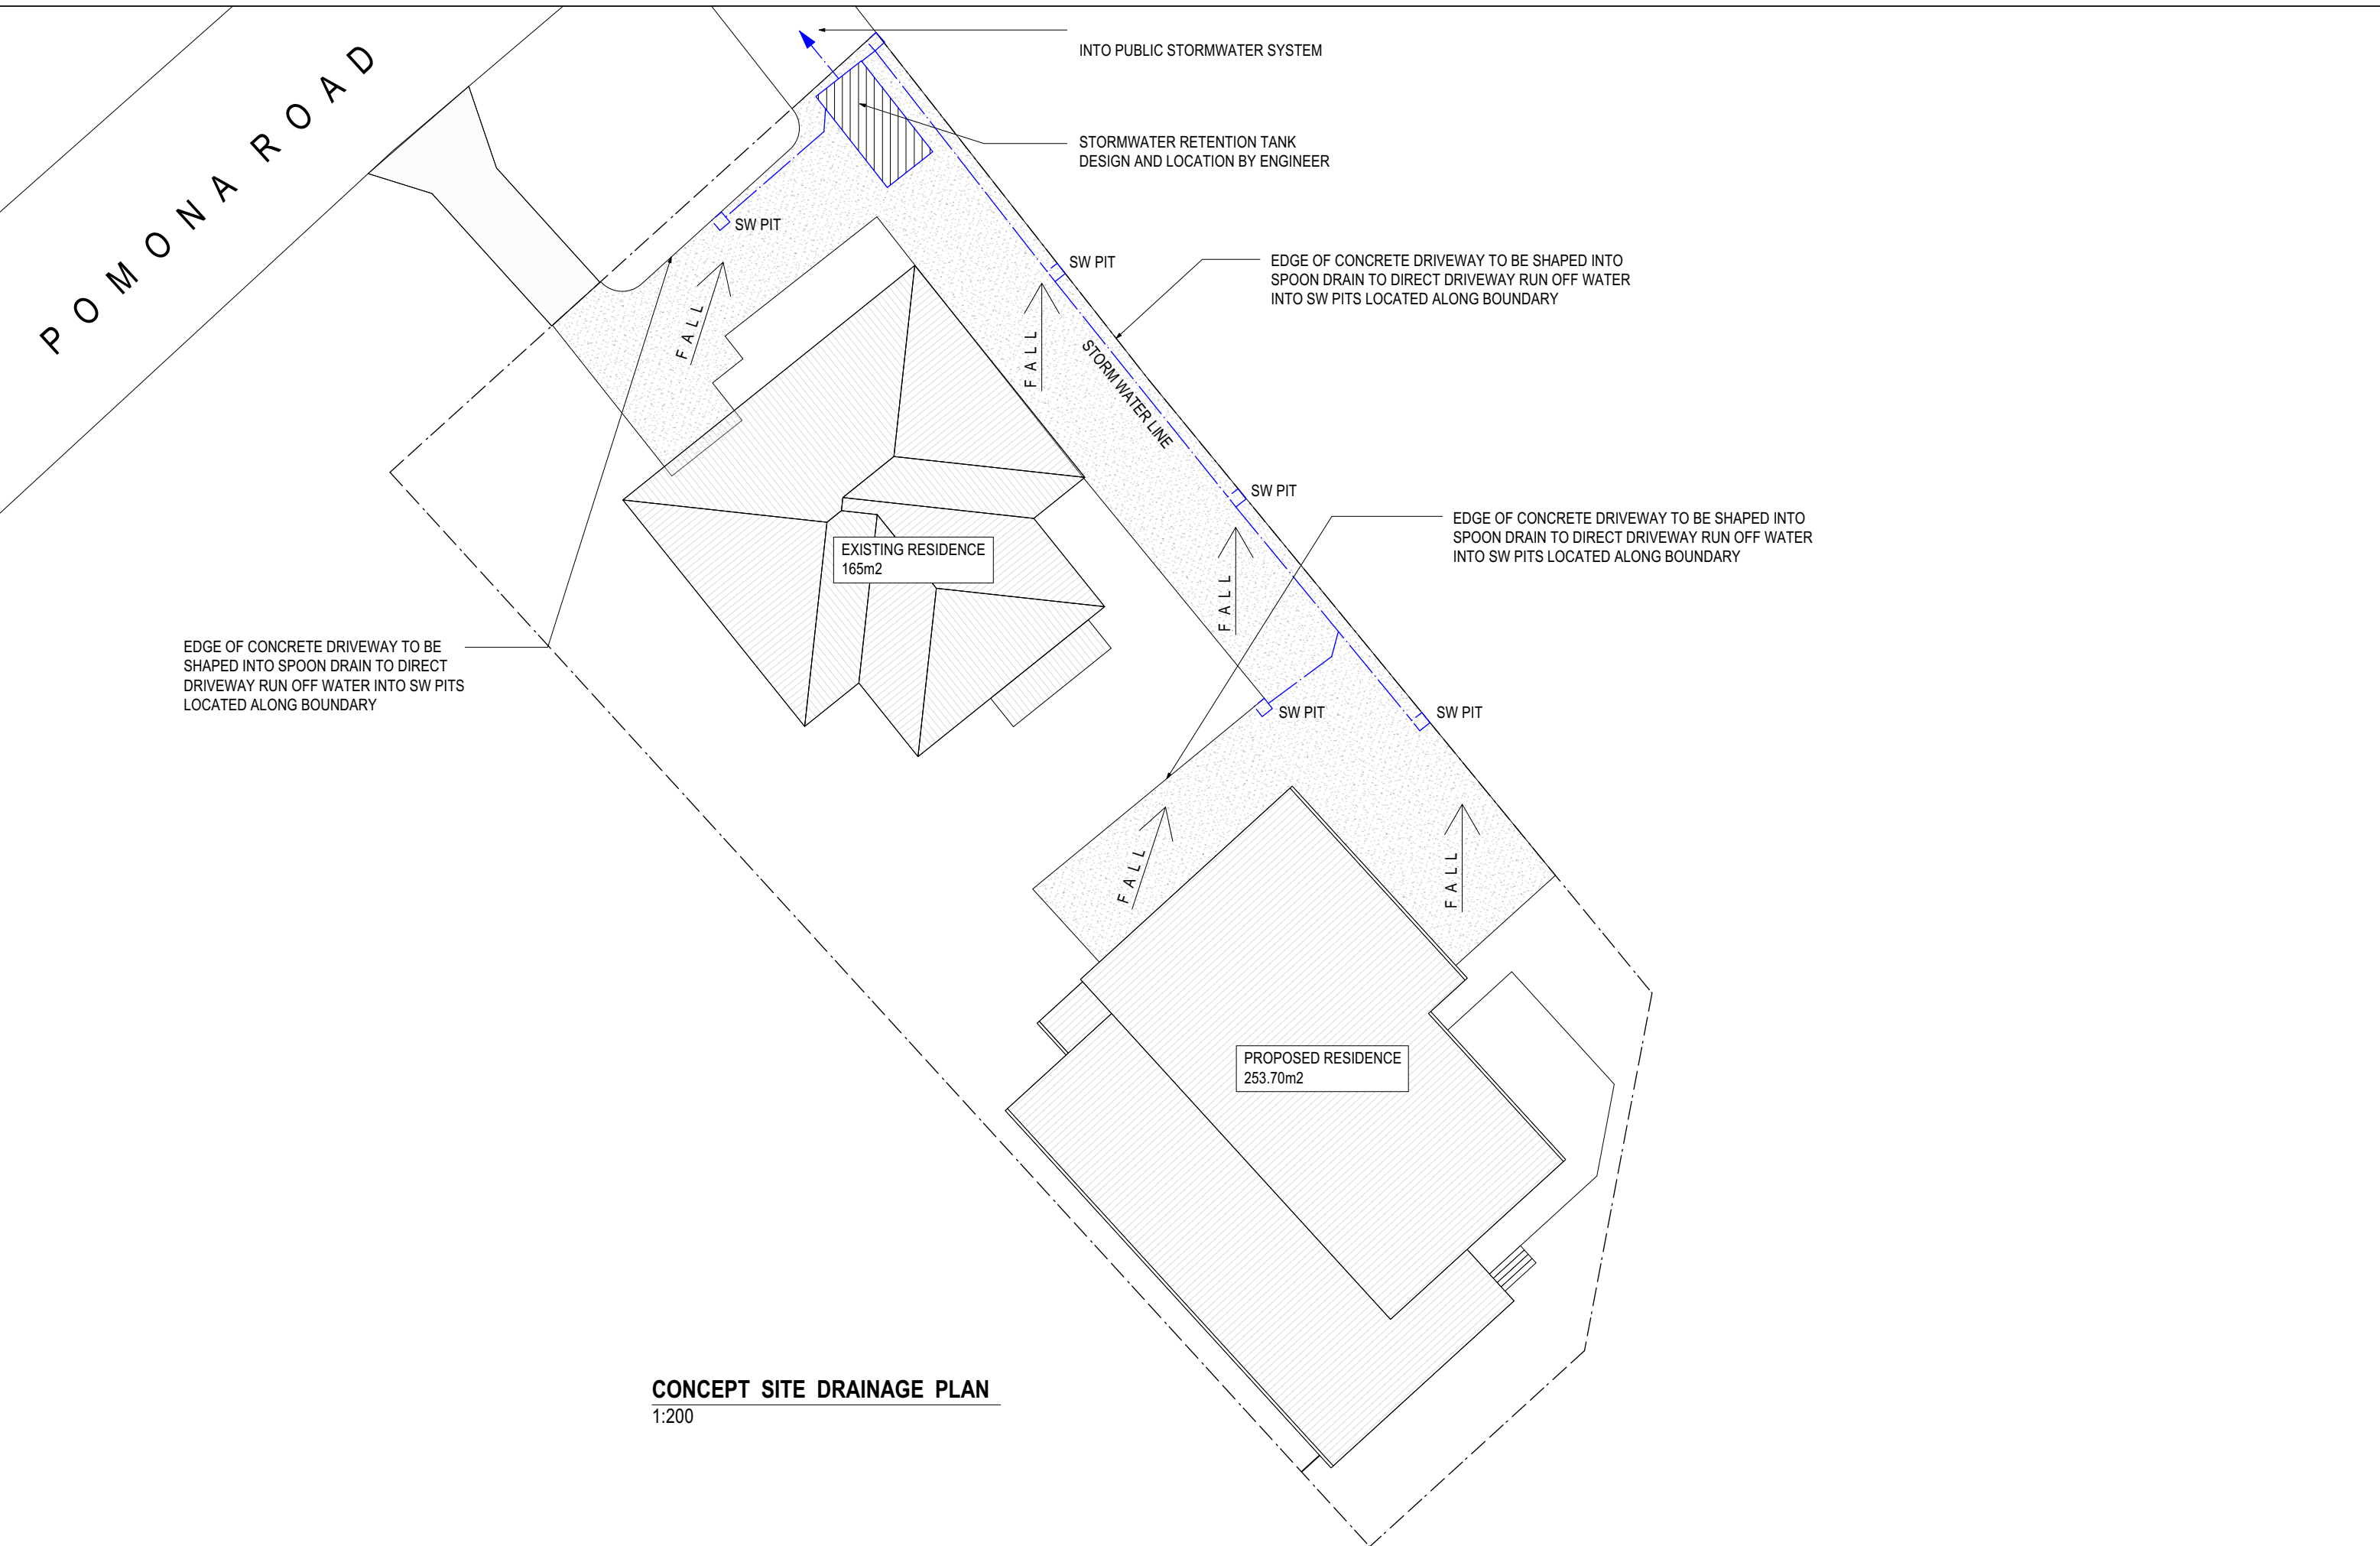 POMONA ROAD
INTO PUBLIC STORMWATER SYSTEM
STORMWATER RETENTION TANK
DESIGN AND LOCATION BY ENGINEER
SW PIT
SW PIT
EDGE OF CONCRETE DRIVEWAY TO BE SHAPED INTO
SPOON DRAIN TO DIRECT DRIVEWAY RUN OFF WATER
INTO SW PITS LOCATED ALONG BOUNDARY
FALL
FALL
STORM WATER LINE
SW PIT
EDGE OF CONCRETE DRIVEWAY TO BE SHAPED INTO
SPOON DRAIN TO DIRECT DRIVEWAY RUN OFF WATER
INTO SW PITS LOCATED ALONG BOUNDARY
EXISTING RESIDENCE
165m2
FALL
EDGE OF CONCRETE DRIVEWAY TO BE
SHAPED INTO SPOON DRAIN TO DIRECT
DRIVEWAY RUN OFF WATER INTO SW PITS
LOCATED ALONG BOUNDARY
SW PIT
SW PIT
FALL
FALL
PROPOSED RESIDENCE
253.70m2
CONCEPT SITE DRAINAGE PLAN
1:200